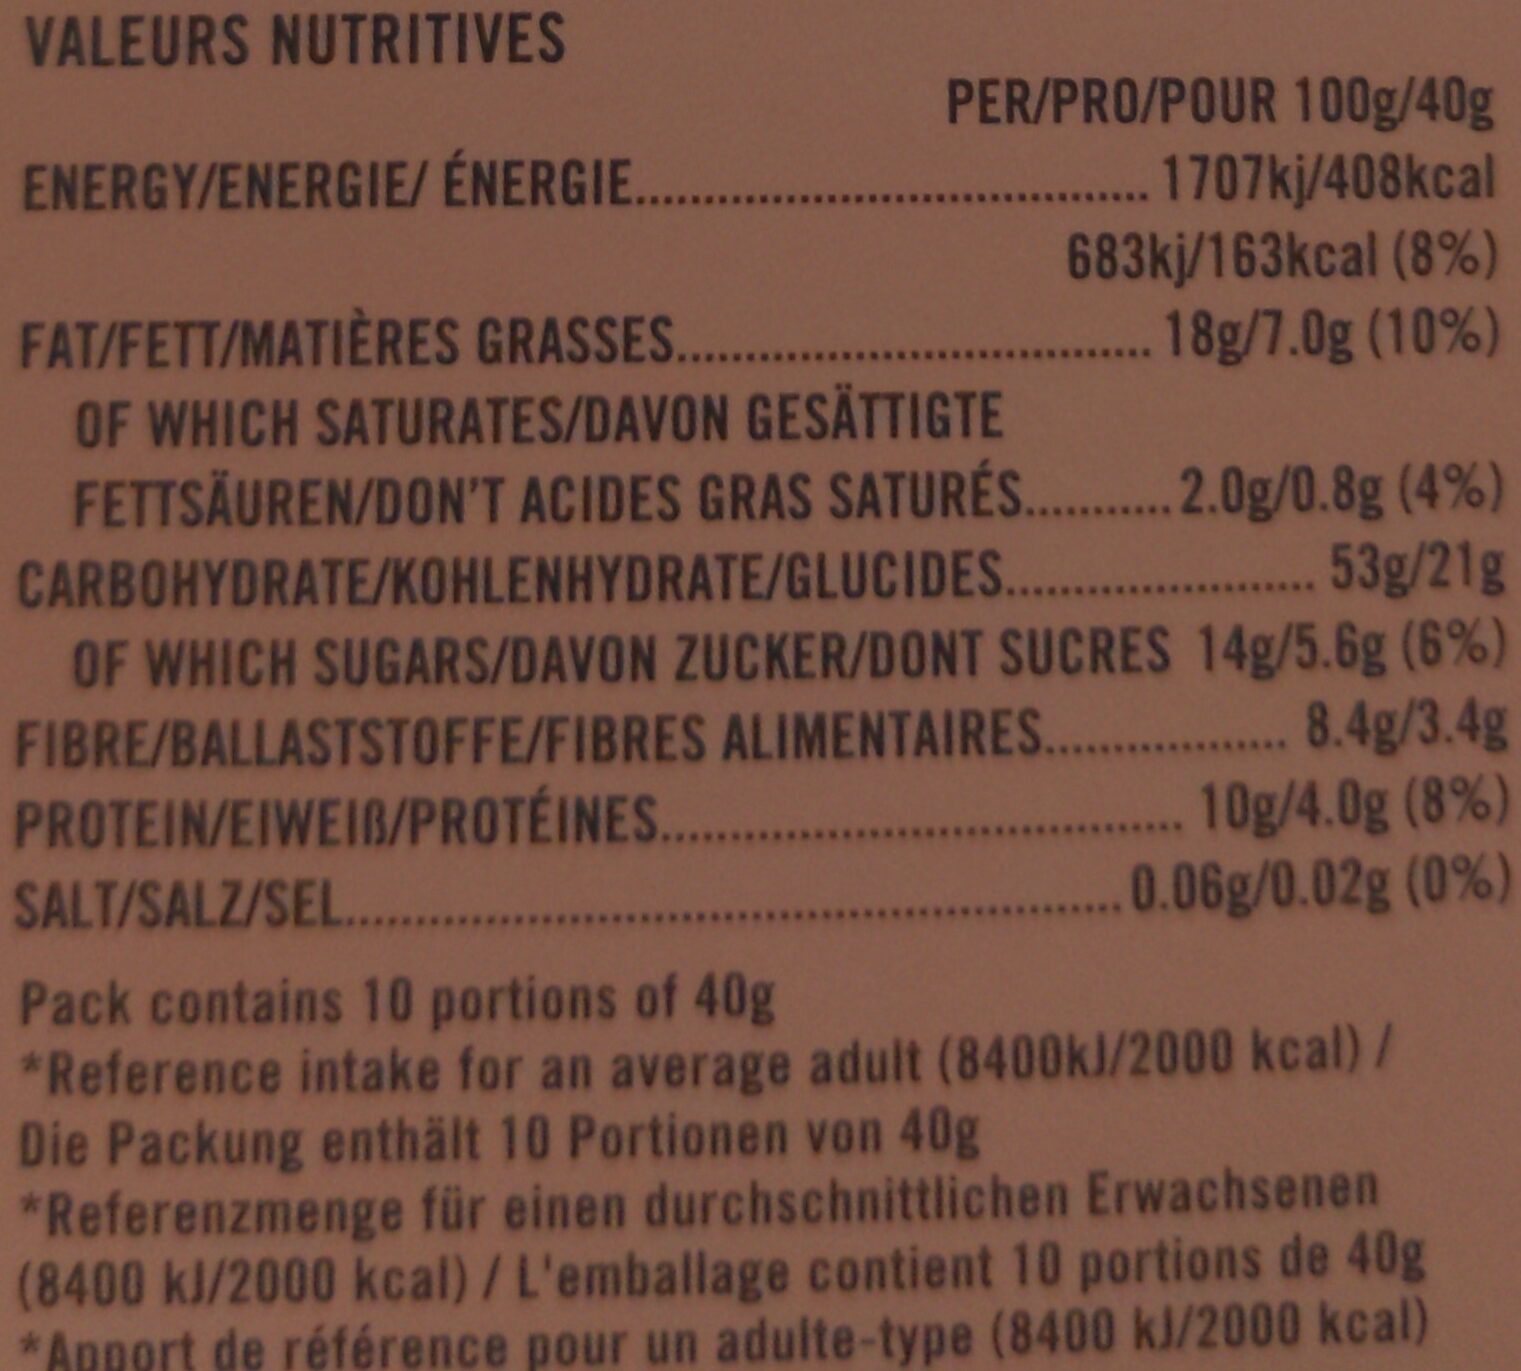 VALEURS NUTRITIVES
PER/PRO/POUR 100g/40g
ENERGY/ENERGIE/ ÉNERGIE...................................... 1707kj/408kcal
683kj/163kcal (8%)
FAT/FETT/MATIÈRES GRASSES................................... 18g/7.0g (10%)
OF WHICH SATURATES/DAVON GESÄTTIGTE
FETTSÄUREN/DON'T ACIDES GRAS SATURÉS........... 2.0g/0.8g (4%)
CARBOHYDRATE/KOHLENHYDRATE/GLUCIDES....................... 53g/21g
OF WHICH SUGARS/DAVON ZUCKER/DONT SUCRES 14g/5.6g (6%)
FIBRE/BALLASTSTOFFE/FIBRES ALIMENTAIRES.................. 8.4g/3.4g
PROTEIN/EIWEIß/PROTÉINES...................................... 10g/4.0g (8%)
SALT/SALZ/SEL......................................................... 0.06g/0.02g (0%)
Pack contains 10 portions of 40g
*Reference intake for an average adult (8400kJ/2000 kcal) /
Die Packung enthält 10 Portionen von 40g
*Referenzmenge für einen durchschnittlichen Erwachsenen
(8400 kJ/2000 kcal) / L'emballage contient 10 portions de 40g
*Apport de référence pour un adulte-type (8400 kJ/2000 kcal)